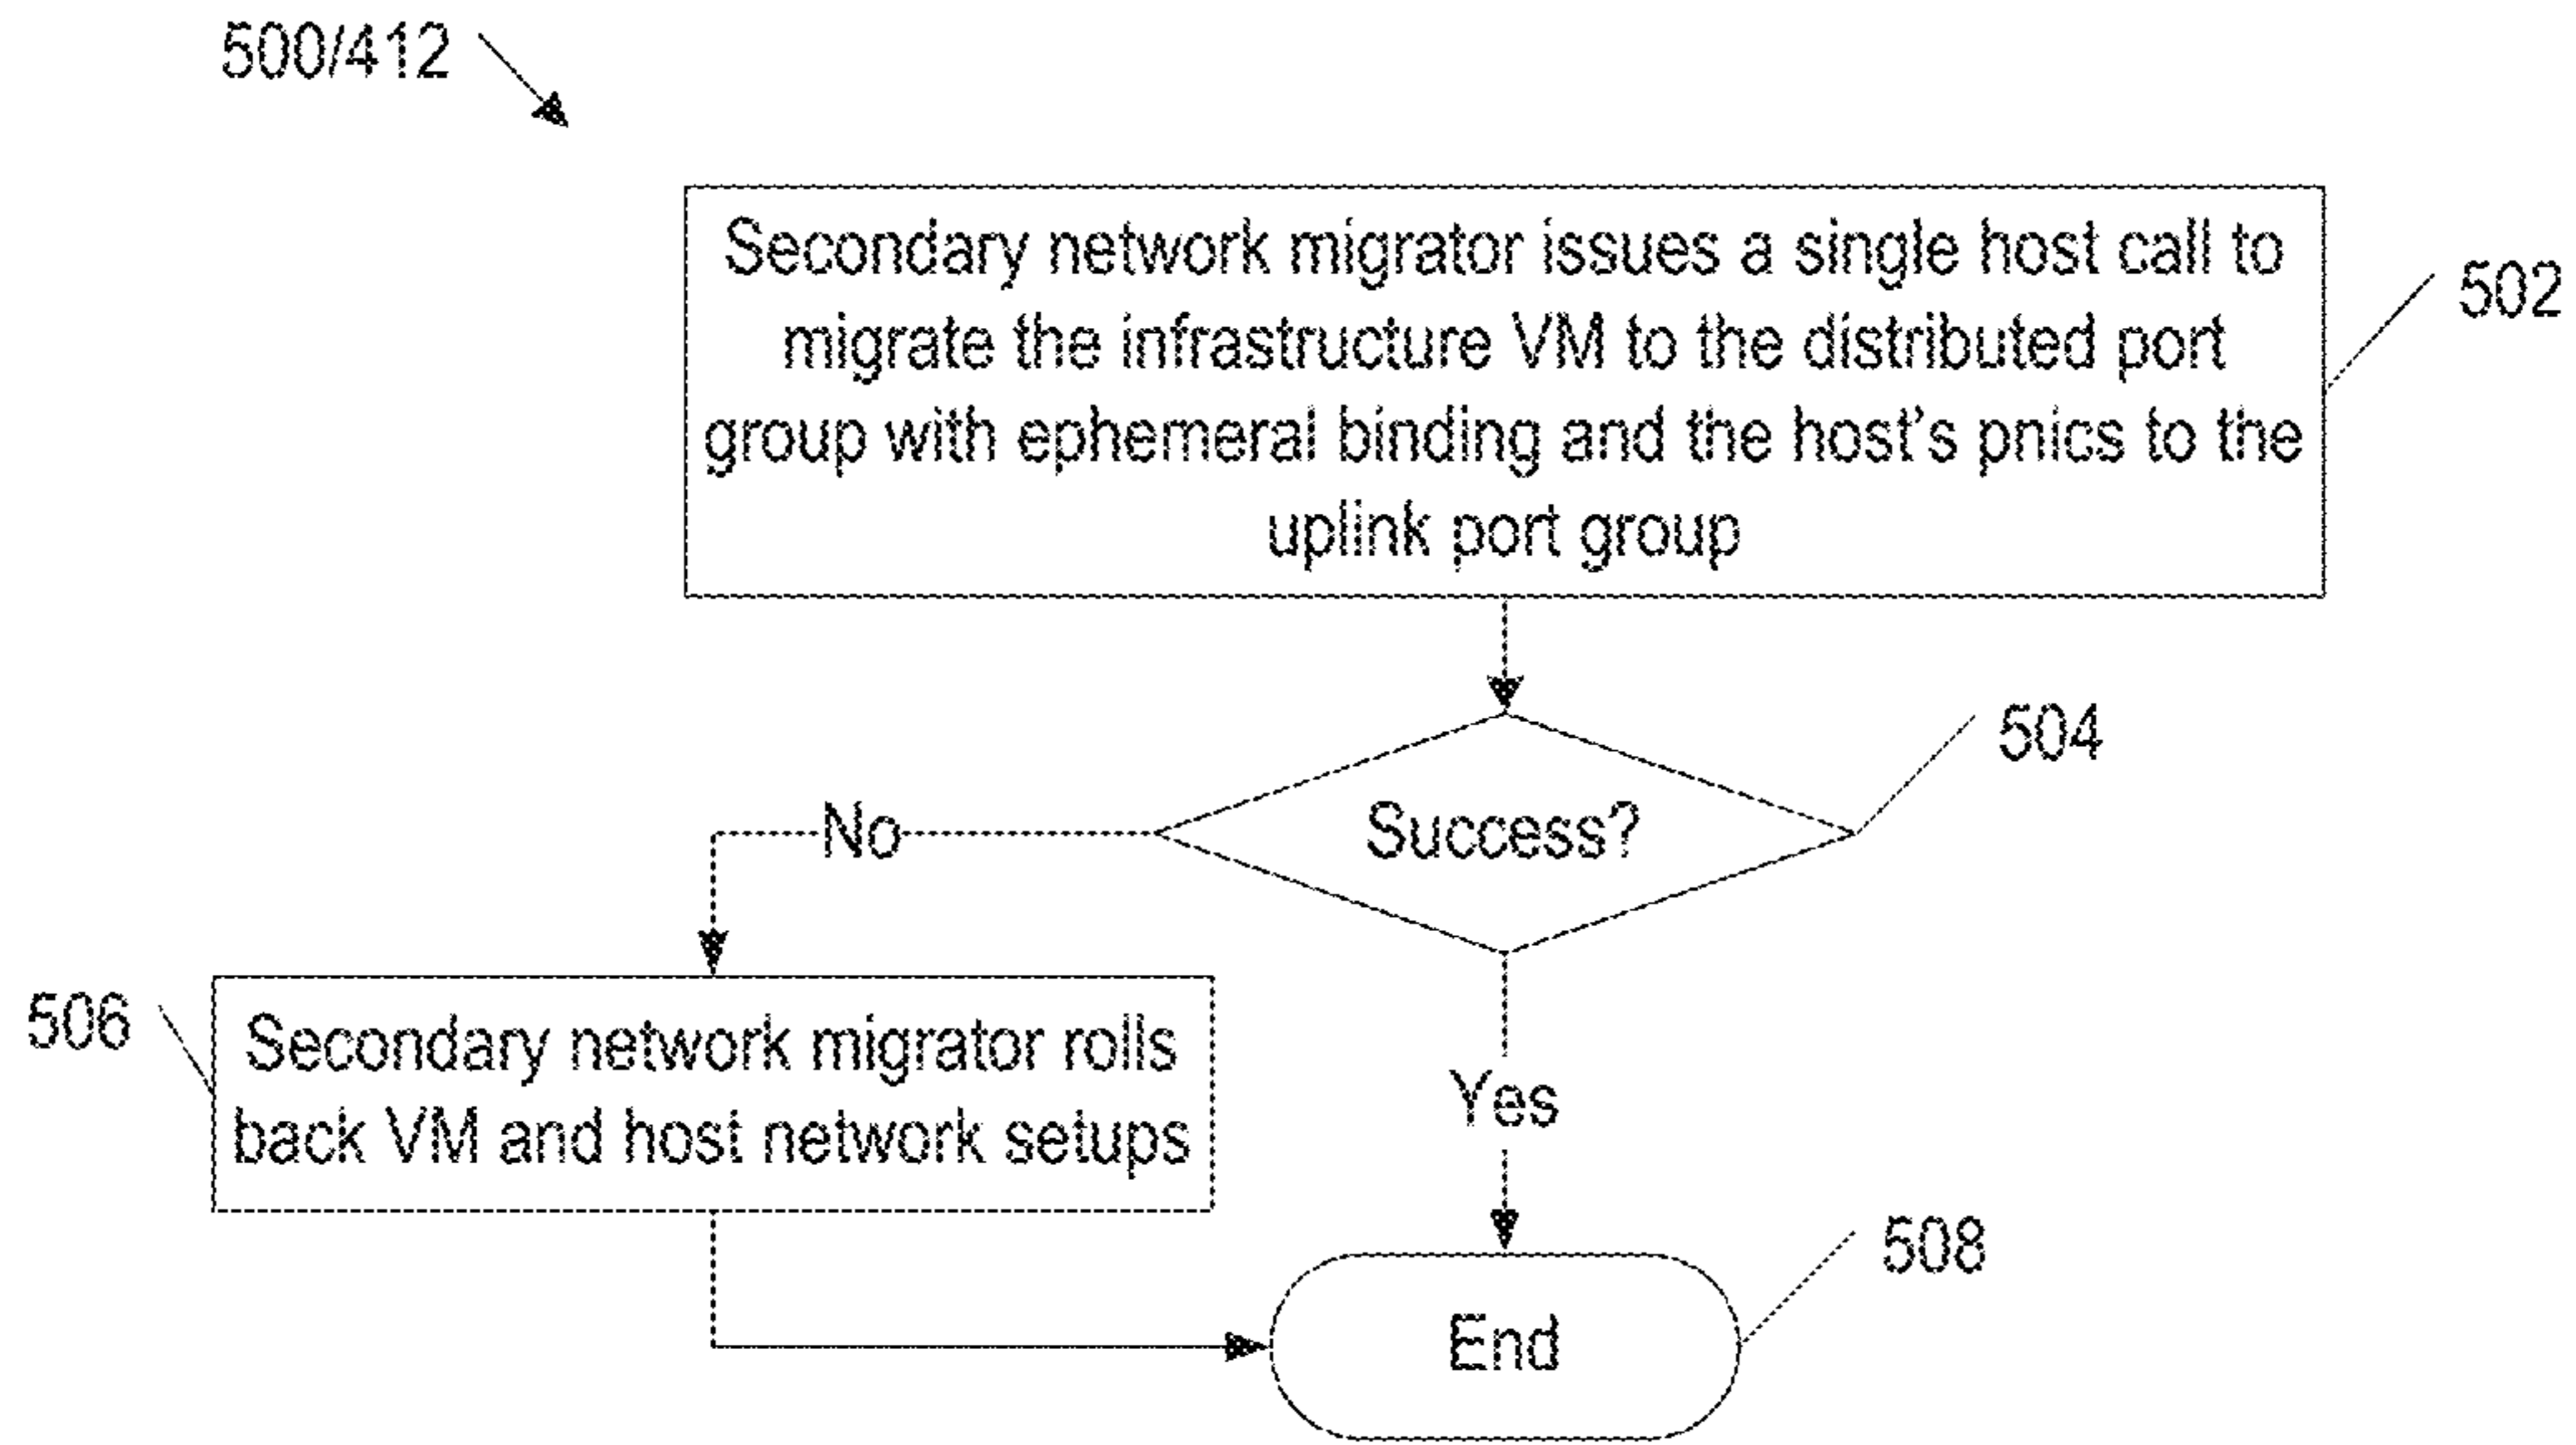 500/412
Secondary network migrator issues a single host call to
migrate the infrastructure VM to the distributed port
group with ephemeral binding and the host's pnics to the
uplink port group
502
504
Success?
No
506
Secondary network migrator rolls
back VM and host network setups
Yes
508
End